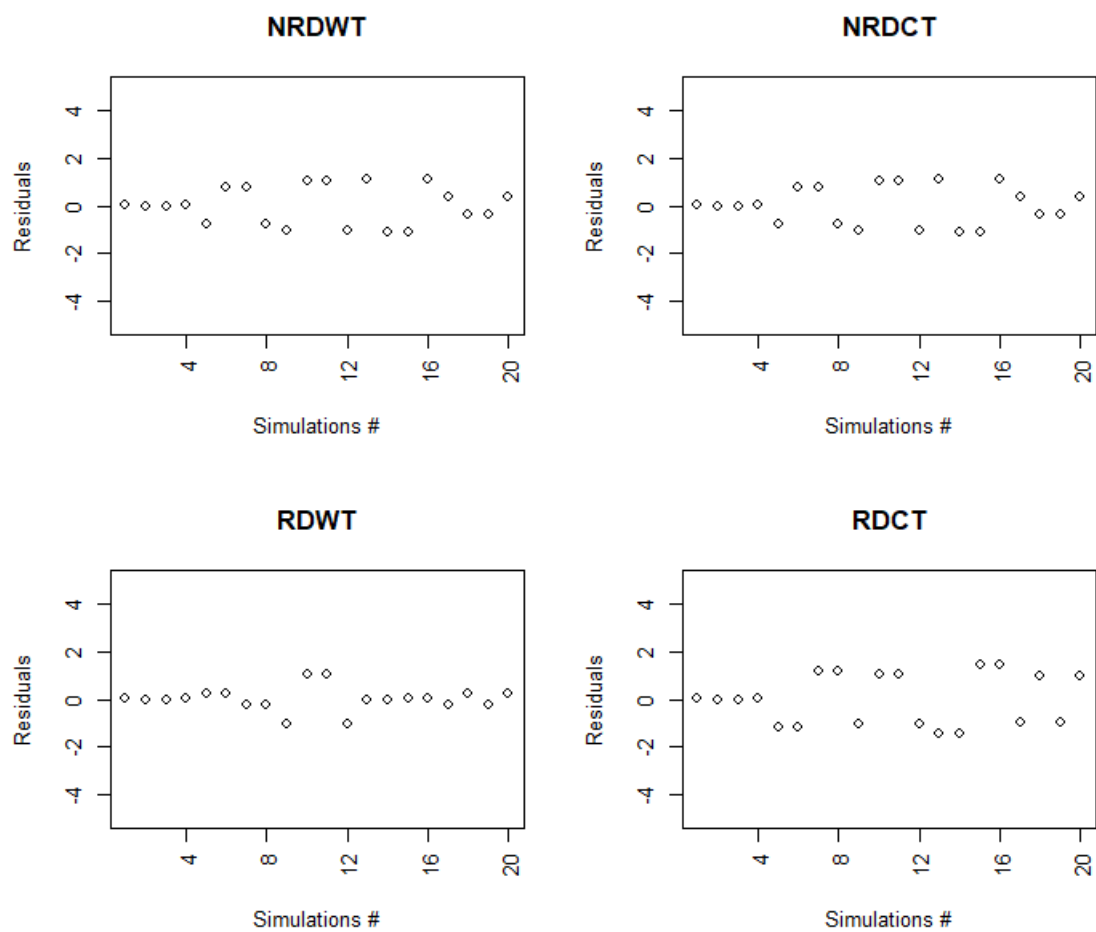 NRDWT
Residuals
4
2
0
-2
-4
4 8 12 16 20
Simulations #
NRDCT
Residuals
4
2
0
-2
-4
4 8 12 16 20
Simulations #
RDWT
Residuals
4
2
0
-2
-4
4 8 12 16 20
Simulations #
RDCT
Residuals
4
2
0
-2
-4
4 8 12 16 20
Simulations #